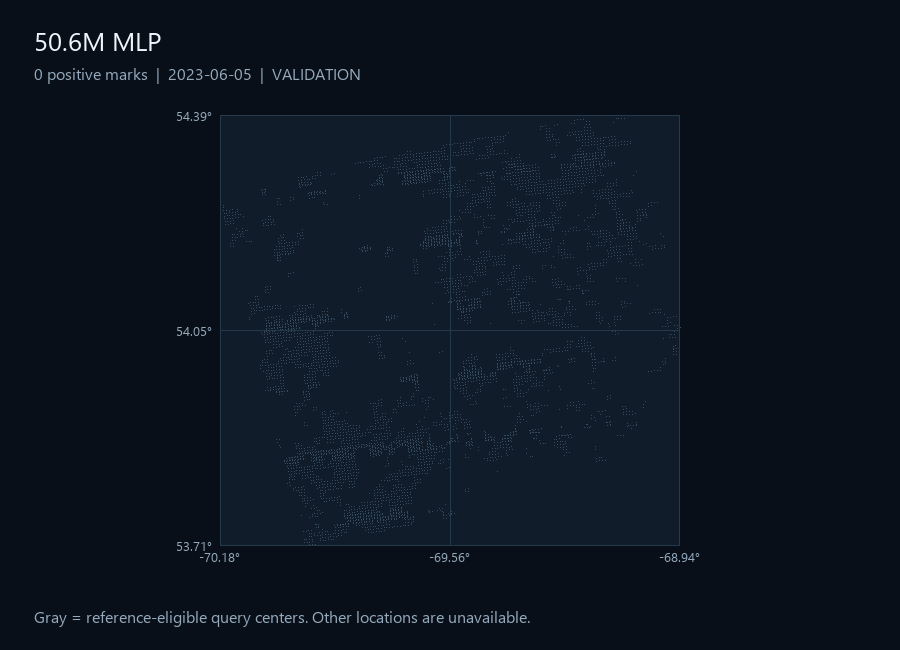 50.6M MLP
0 positive marks | 2023-06-05 | VALIDATION
54.39°
54.05°
53.71°
-70.18°
-69.56°
-68.94°
Gray = reference-eligible query centers. Other locations are unavailable.